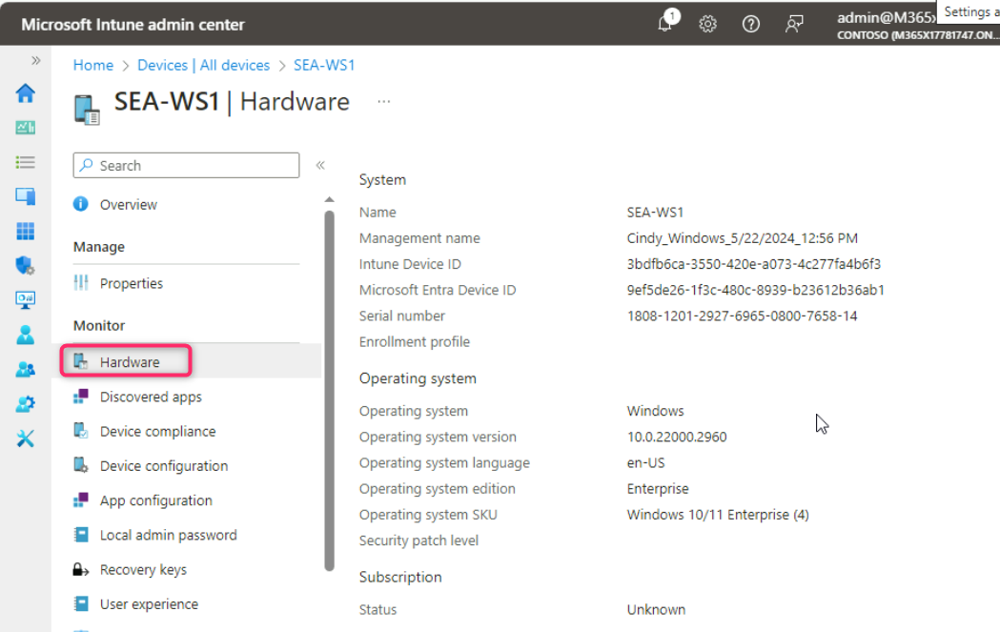 Microsoft Intune admin center
1
admin@M365x
Settings a
CONTOSO (M365X17781747.ON...
Home > Devices | All devices > SEA-WS1
SEA-WS1 | Hardware ...
Search
Overview
Manage
Properties
Monitor
Hardware
Discovered apps
Device compliance
Device configuration
App configuration
Local admin password
Recovery keys
User experience
System
Name SEA-WS1
Management name Cindy_Windows_5/22/2024_12:56 PM
Intune Device ID 3bdfb6ca-3550-420e-a073-4c277fa4b6f3
Microsoft Entra Device ID 9ef5de26-1f3c-480c-8939-b23612b36ab1
Serial number 1808-1201-2927-6965-0800-7658-14
Enrollment profile
Operating system
Operating system Windows
Operating system version 10.0.22000.2960
Operating system language en-US
Operating system edition Enterprise
Operating system SKU Windows 10/11 Enterprise (4)
Security patch level
Subscription
Status Unknown